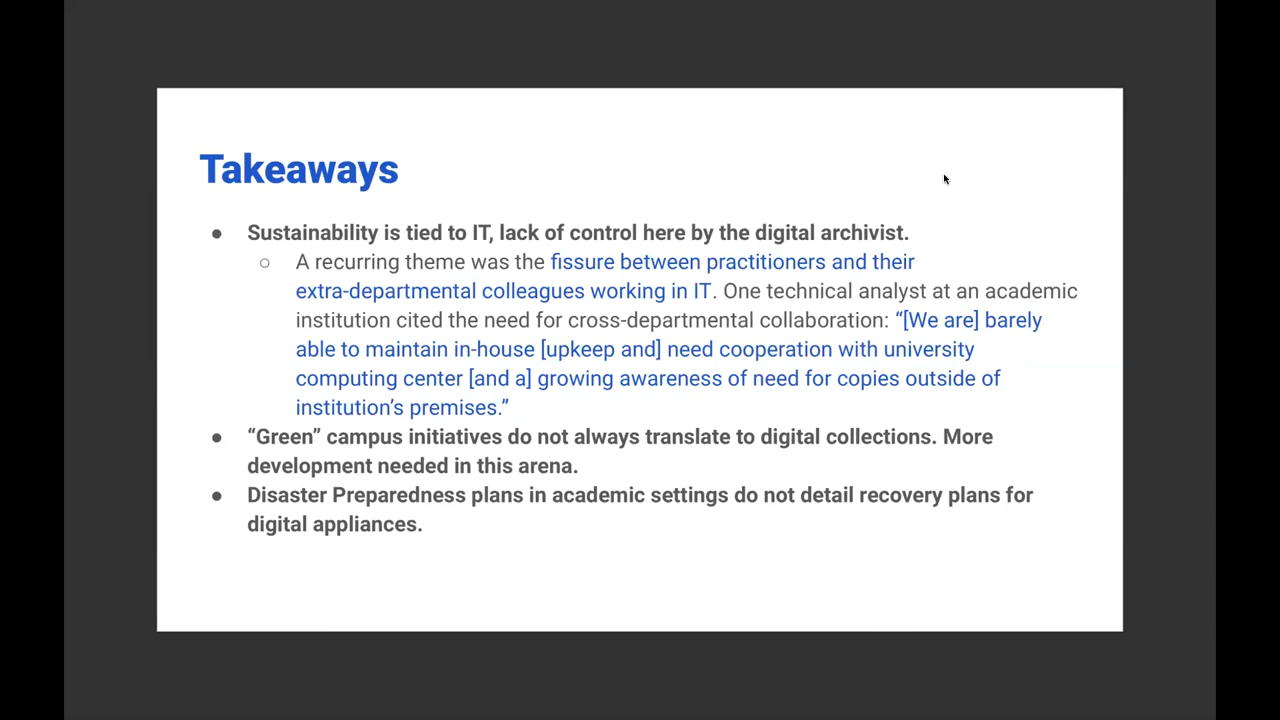 Takeaways
● Sustainability is tied to IT, lack of control here by the digital archivist.
○ A recurring theme was the fissure between practitioners and their
extra-departmental colleagues working in IT. One technical analyst at an academic
institution cited the need for cross-departmental collaboration: “[We are] barely
able to maintain in-house [upkeep and] need cooperation with university
computing center [and a] growing awareness of need for copies outside of
institution’s premises.”
● “Green” campus initiatives do not always translate to digital collections. More
development needed in this arena.
● Disaster Preparedness plans in academic settings do not detail recovery plans for
digital appliances.